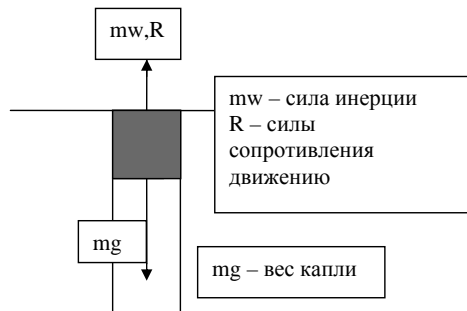 mw,R
mw – сила инерции
R – силы
сопротивления
движению
mg
mg – вес капли